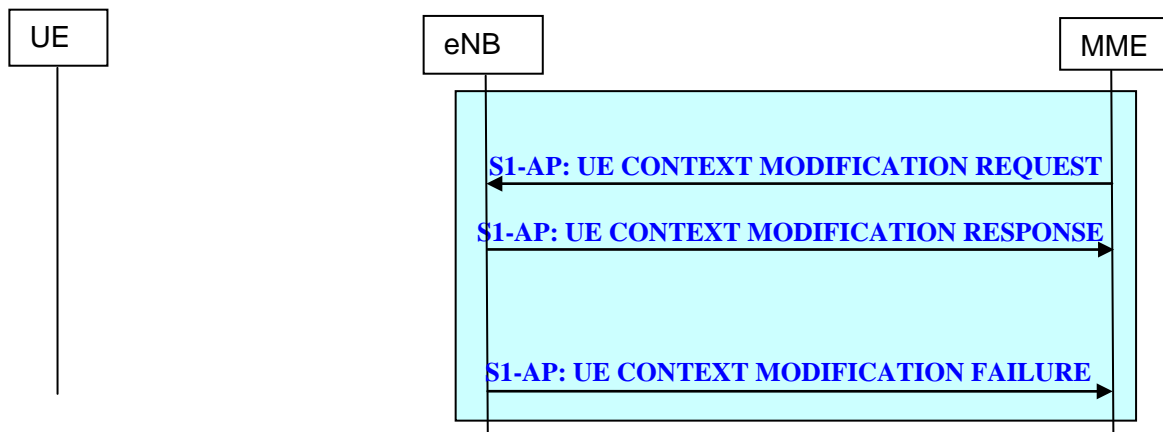 UE
eNB
MME
S1-AP: UE CONTEXT MODIFICATION REQUEST
S1-AP: UE CONTEXT MODIFICATION RESPONSE
S1-AP: UE CONTEXT MODIFICATION FAILURE